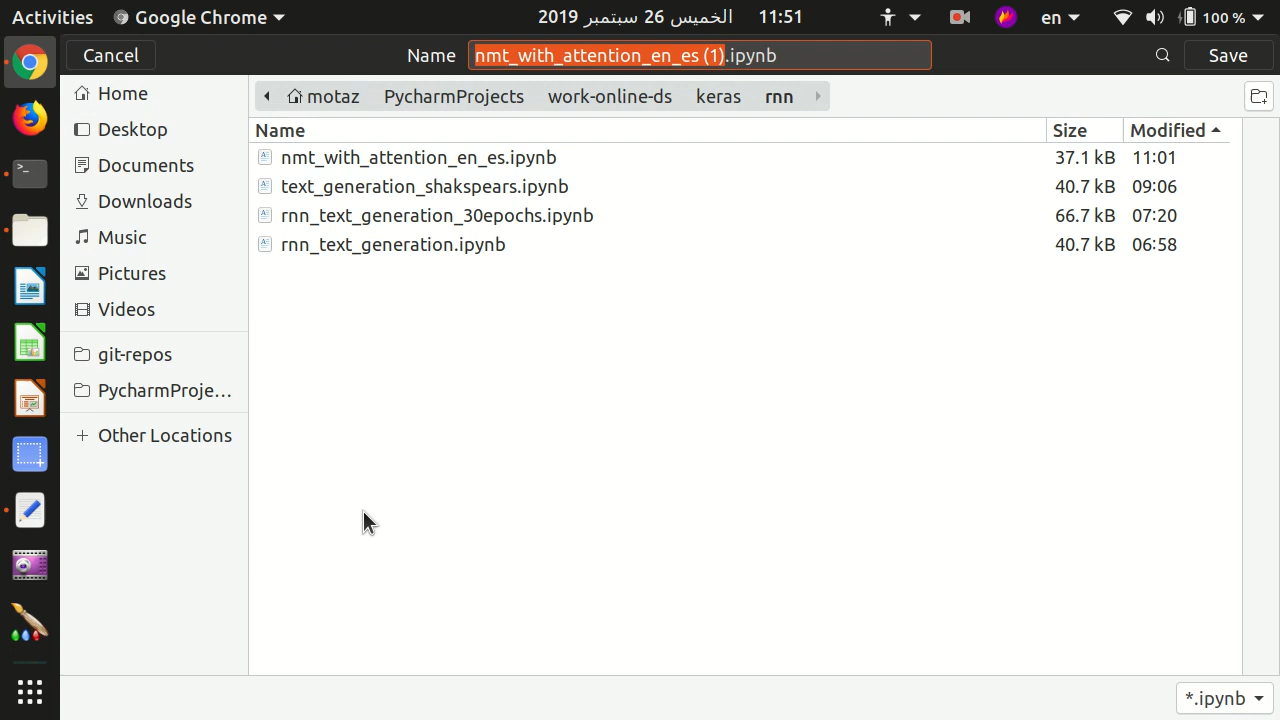 Activities Google Chrome الخميس 26 سبتمبر 2019 11:51 en 100 %
Cancel Name nmt_with_attention_en_es (1).ipynb Save
Home motaz PycharmProjects work-online-ds keras rnn
Desktop
Documents
Downloads
Music
Pictures
Videos
git-repos
PycharmProje...
+ Other Locations
Name Size Modified
nmt_with_attention_en_es.ipynb 37.1 kB 11:01
text_generation_shakspears.ipynb 40.7 kB 09:06
rnn_text_generation_30epochs.ipynb 66.7 kB 07:20
rnn_text_generation.ipynb 40.7 kB 06:58
*.ipynb